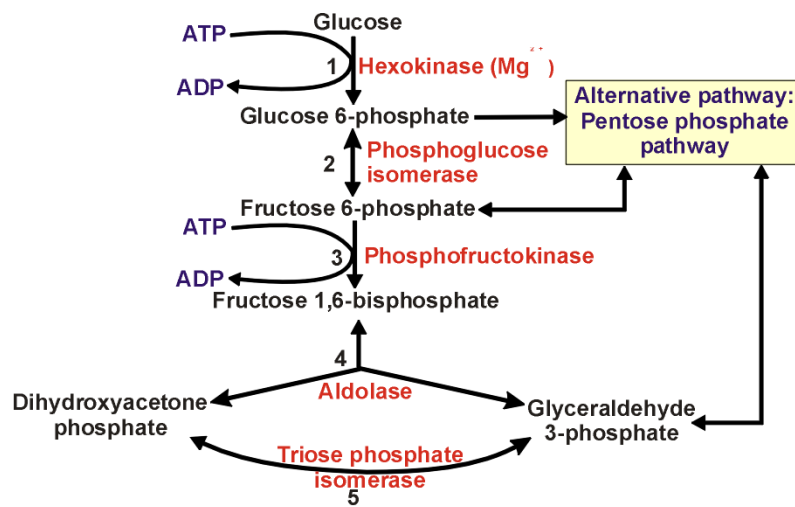 Glucose
ATP
1
Hexokinase (Mg²⁺)
ADP
Glucose 6-phosphate
Alternative pathway:
Pentose phosphate
pathway
2
Phosphoglucose
isomerase
Fructose 6-phosphate
ATP
3
Phosphofructokinase
ADP
Fructose 1,6-bisphosphate
4
Aldolase
Dihydroxyacetone
phosphate
Glyceraldehyde
3-phosphate
Triose phosphate
isomerase
5